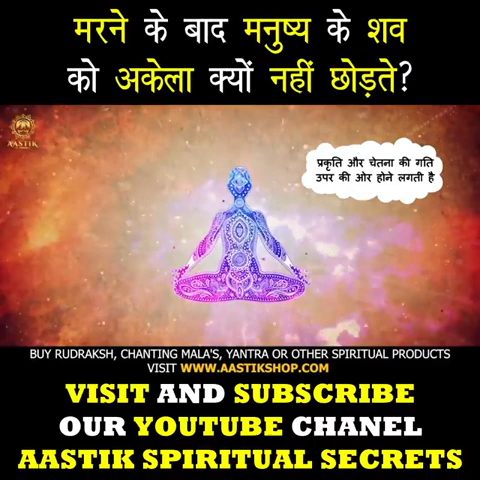 मरने के बाद मनुष्य के शव
को अकेला क्यों नहीं छोड़ते?
AASTIK
प्रकृति और चेतना की गति
उपर की ओर होने लगती है
BUY RUDRAKSH, CHANTING MALA'S, YANTRA OR OTHER SPIRITUAL PRODUCTS
VISIT WWW.AASTIKSHOP.COM
VISIT AND SUBSCRIBE
OUR YOUTUBE CHANEL
AASTIK SPIRITUAL SECRETS